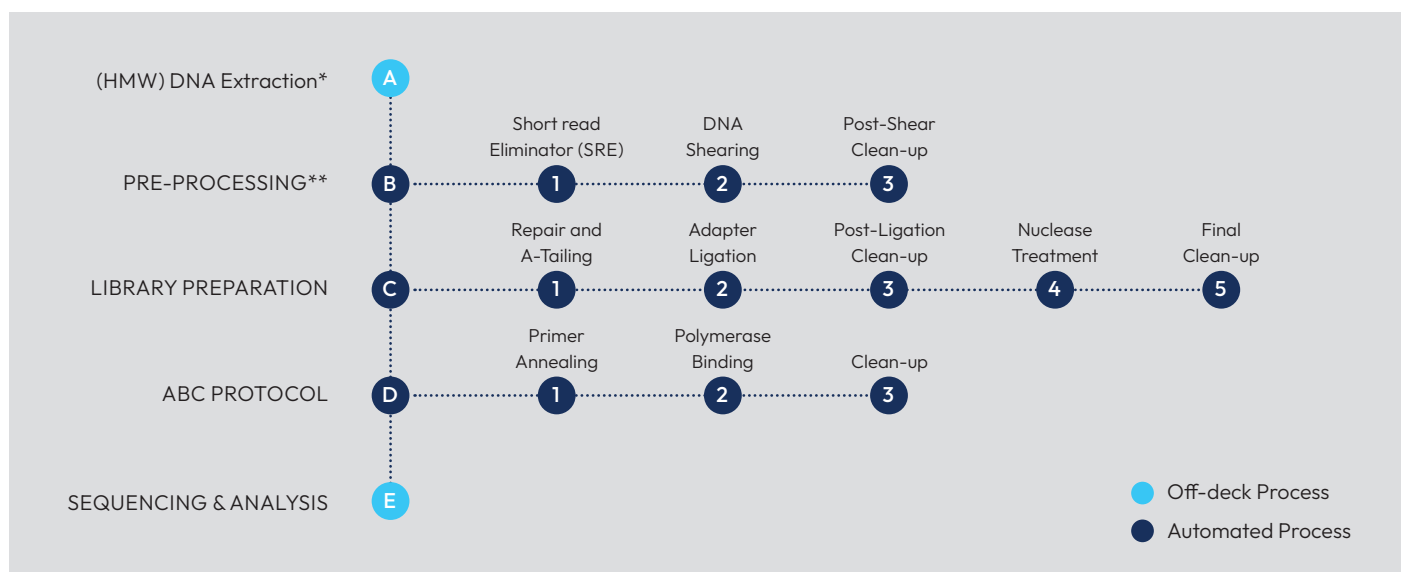 (HMW) DNA Extraction*
A
Short read
Eliminator (SRE)
DNA
Shearing
Post-Shear
Clean-up
PRE-PROCESSING**
B
1
2
3
Repair and
A-Tailing
Adapter
Ligation
Post-Ligation
Clean-up
Nuclease
Treatment
Final
Clean-up
LIBRARY PREPARATION
C
1
2
3
4
5
Primer
Annealing
Polymerase
Binding
Clean-up
ABC PROTOCOL
D
1
2
3
SEQUENCING & ANALYSIS
E
Off-deck Process
Automated Process